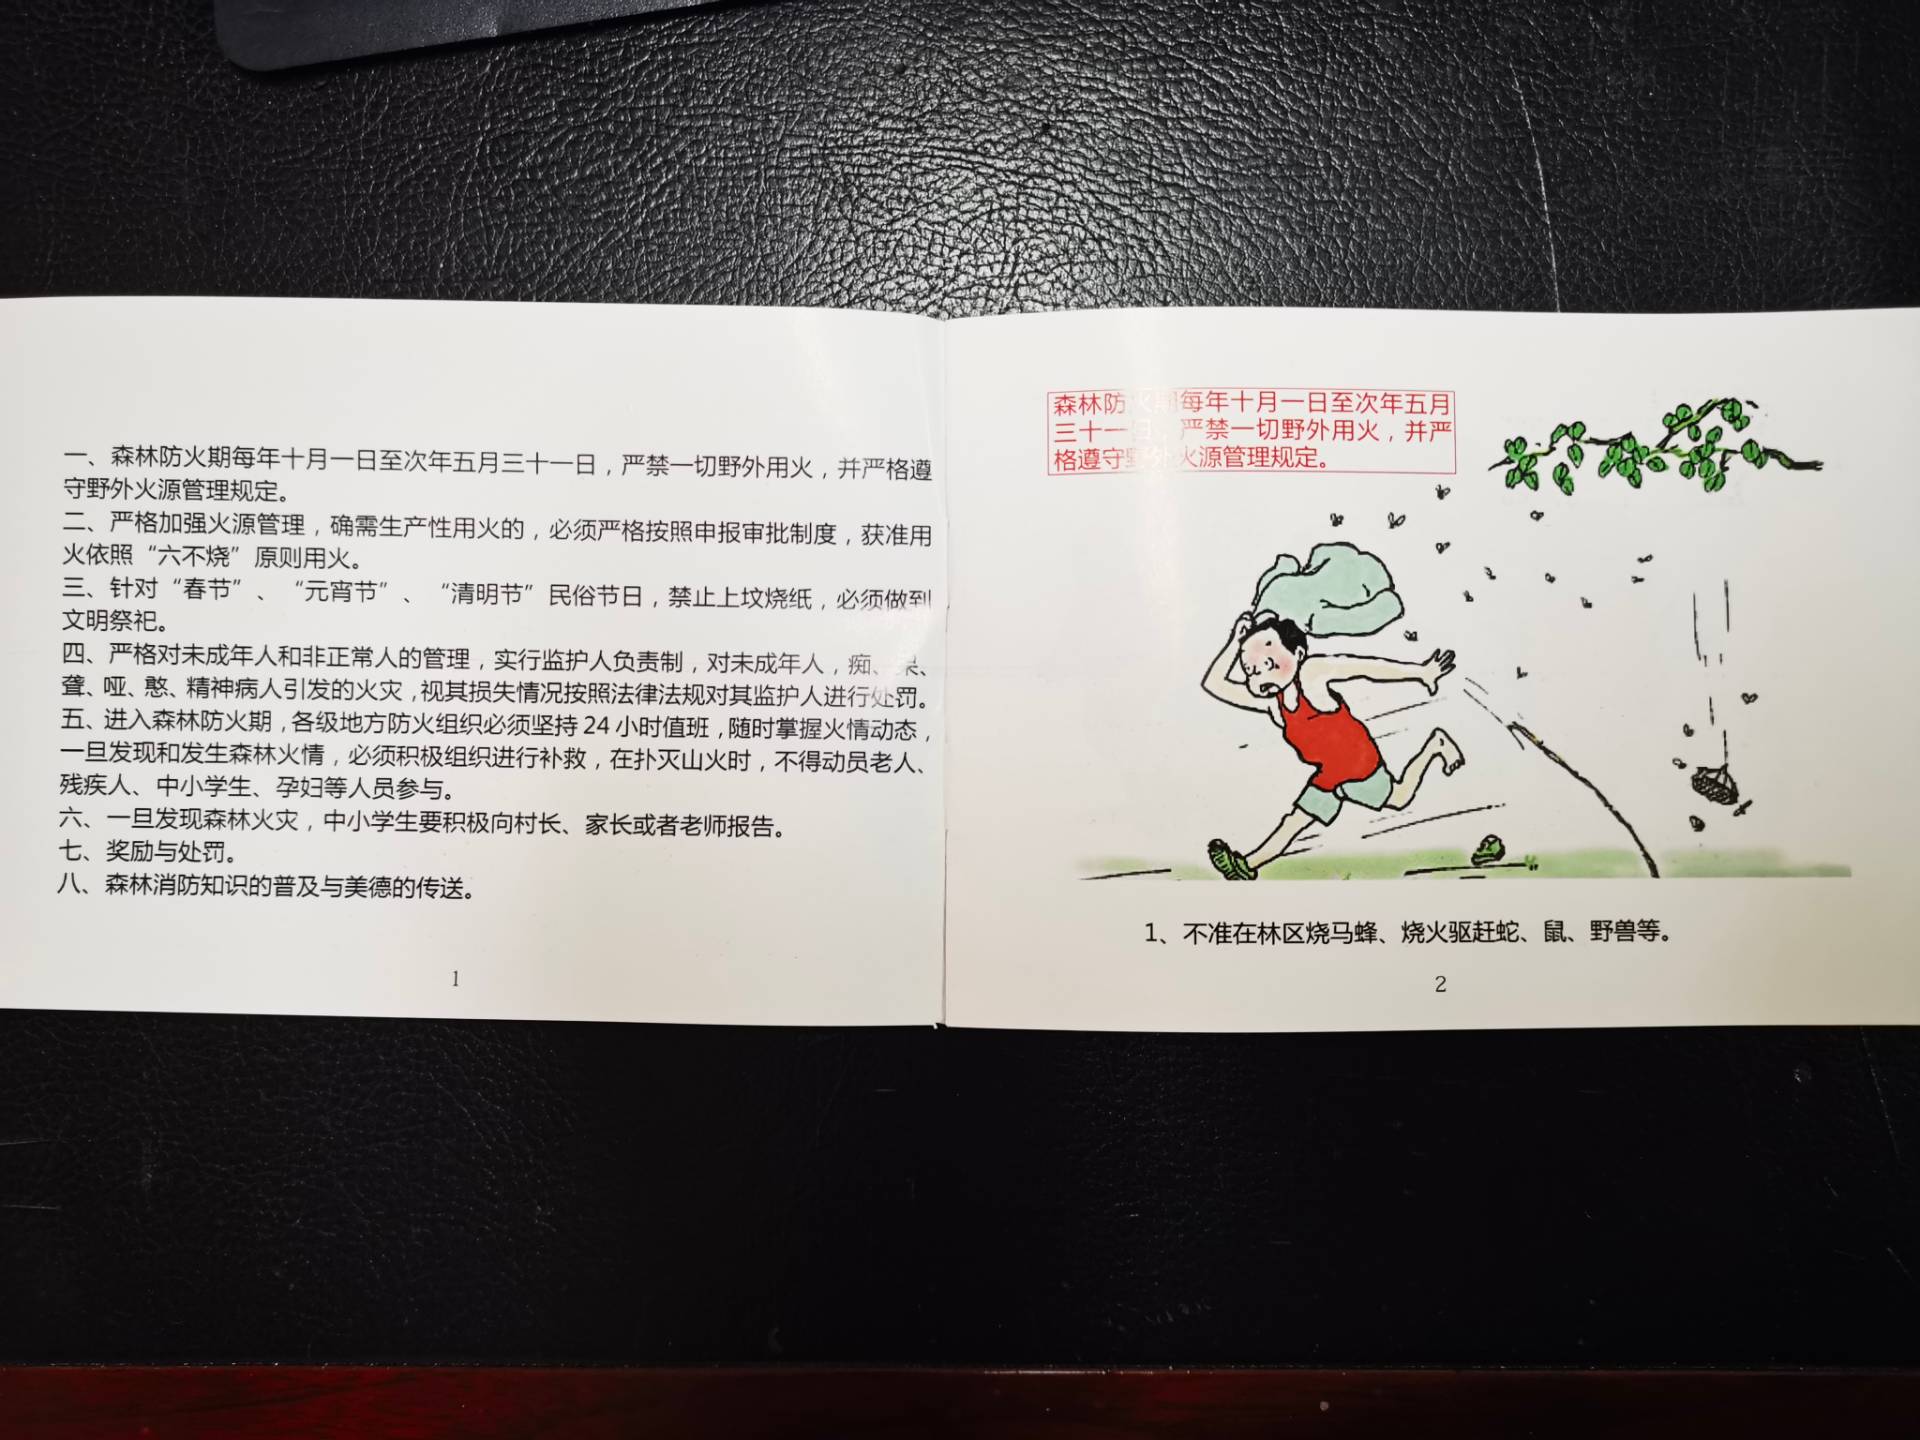 一、森林防火期每年十月一日至次年五月三十一日，严禁一切野外用火，并严格遵
守野外火源管理规定。
二、严格加强火源管理，确需生产性用火的，必须严格按照申报审批制度，获准用
火依照“六不烧”原则用火。
三、针对“春节”、“元宵节”、“清明节”民俗节日，禁止上坟烧纸，必须做到
文明祭祀。
四、严格对未成年人和非正常人的管理，实行监护人负责制，对未成年人，痴、呆、
聋、哑、憨、精神病人引发的火灾，视其损失情况按照法律法规对其监护人进行处罚。
五、进入森林防火期，各级地方防火组织必须坚持24小时值班，随时掌握火情动态，
一旦发现和发生森林火情，必须积极组织进行补救，在扑灭山火时，不得动员老人、
残疾人、中小学生、孕妇等人员参与。
六、一旦发现森林火灾，中小学生要积极向村长、家长或者老师报告。
七、奖励与处罚。
八、森林消防知识的普及与美德的传送。
1
森林防火期每年十月一日至次年五月
三十一日，严禁一切野外用火，并严
格遵守野外火源管理规定。
1、不准在林区烧马蜂、烧火驱赶蛇、鼠、野兽等。
2